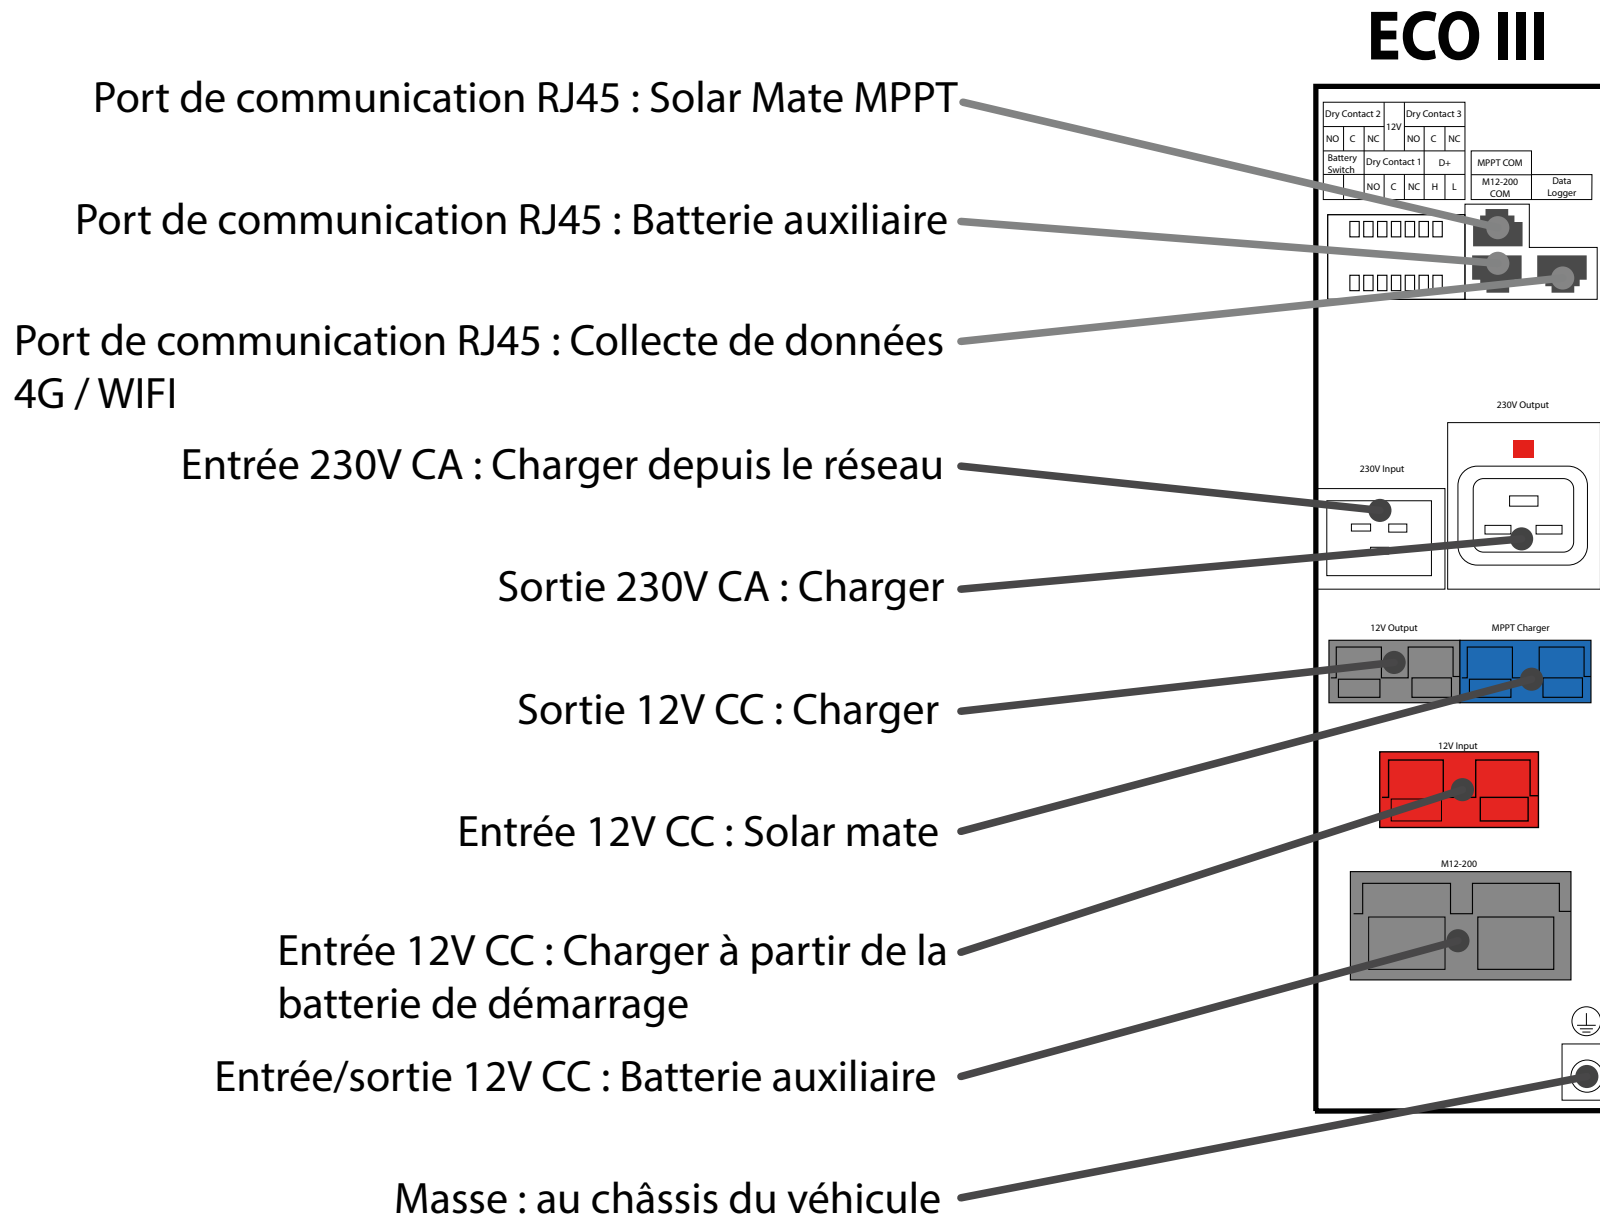 ECO III
Port de communication RJ45 : Solar Mate MPPT
Dry Contact 2
12V
Dry Contact 3
NO C NC NO C NC
Battery
Switch
Dry Contact 1
D+
NO C NC H L
MPPT COM
M12-200
COM
Data
Logger
Port de communication RJ45 : Batterie auxiliaire
Port de communication RJ45 : Collecte de données
4G / WIFI
230V Output
Entrée 230V CA : Charger depuis le réseau
230V Input
Sortie 230V CA : Charger
12V Output
MPPT Charger
Sortie 12V CC : Charger
12V Input
Entrée 12V CC : Solar mate
M12-200
Entrée 12V CC : Charger à partir de la
batterie de démarrage
Entrée/sortie 12V CC : Batterie auxiliaire
Masse : au châssis du véhicule